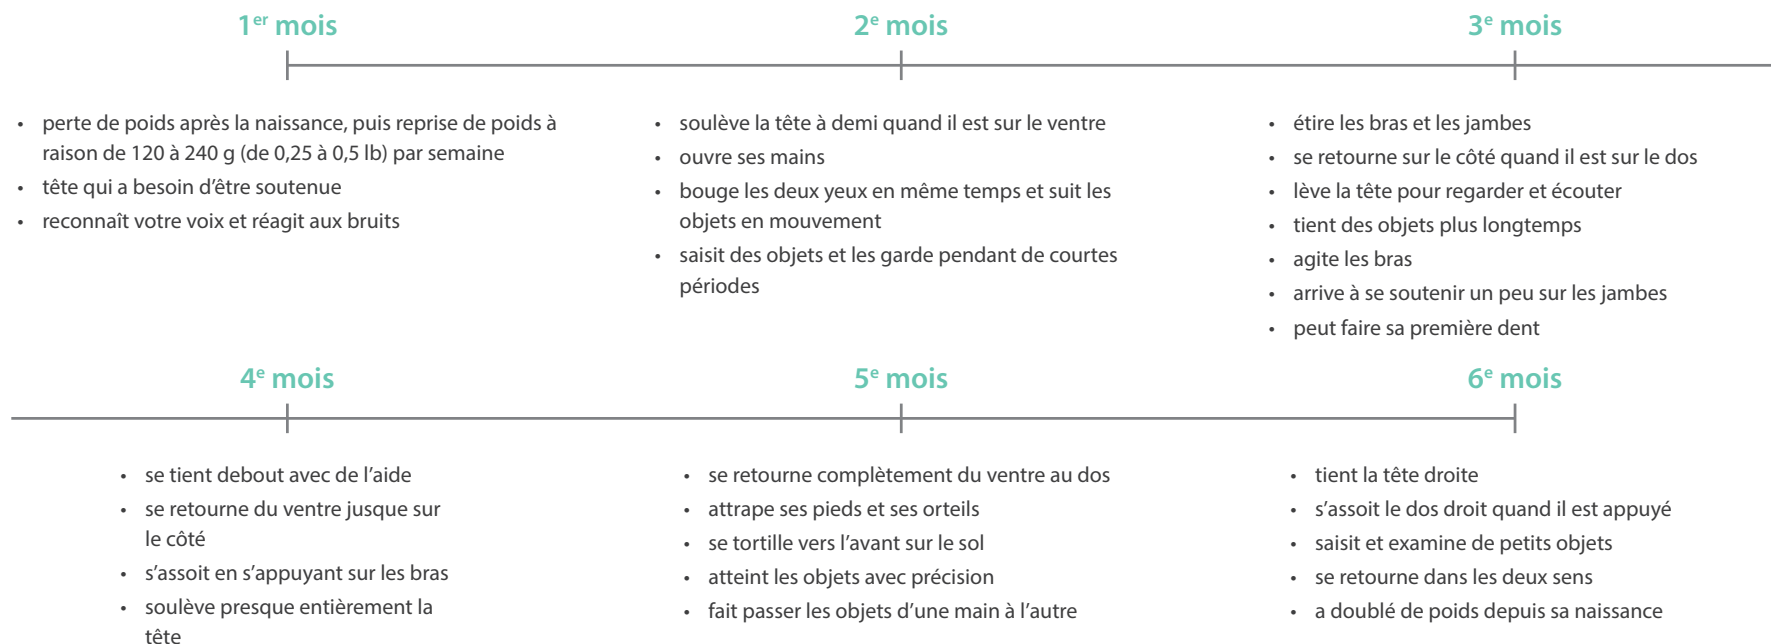 1er mois
• perte de poids après la naissance, puis reprise de poids à
raison de 120 à 240 g (de 0,25 à 0,5 lb) par semaine
• tête qui a besoin d’être soutenue
• reconnaît votre voix et réagit aux bruits
2e mois
• soulève la tête à demi quand il est sur le ventre
• ouvre ses mains
• bouge les deux yeux en même temps et suit les
objets en mouvement
• saisit des objets et les garde pendant de courtes
périodes
3e mois
• étire les bras et les jambes
• se retourne sur le côté quand il est sur le dos
• lève la tête pour regarder et écouter
• tient des objets plus longtemps
• agite les bras
• arrive à se soutenir un peu sur les jambes
• peut faire sa première dent
4e mois
• se tient debout avec de l’aide
• se retourne du ventre jusque sur
le côté
• s’assoit en s’appuyant sur les bras
• soulève presque entièrement la
tête
5e mois
• se retourne complètement du ventre au dos
• attrape ses pieds et ses orteils
• se tortille vers l’avant sur le sol
• atteint les objets avec précision
• fait passer les objets d’une main à l’autre
6e mois
• tient la tête droite
• s’assoit le dos droit quand il est appuyé
• saisit et examine de petits objets
• se retourne dans les deux sens
• a doublé de poids depuis sa naissance